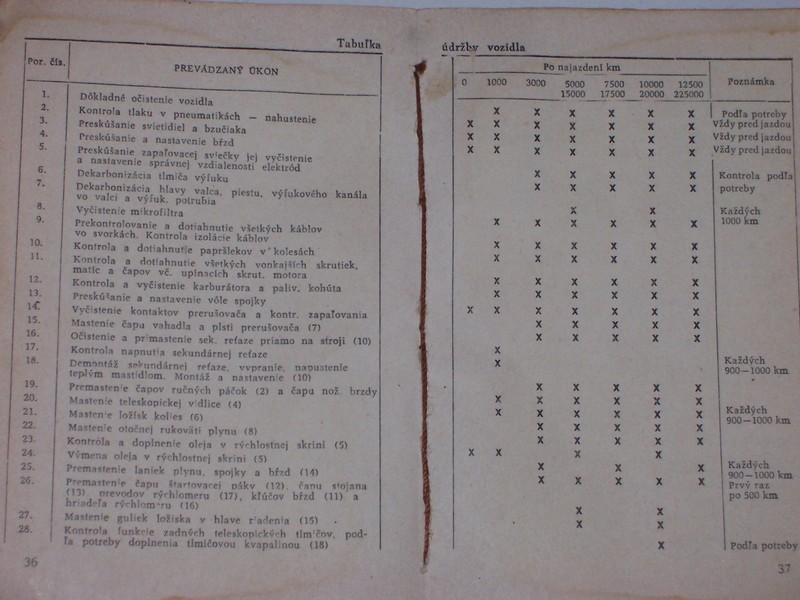 Tabuľka
Por. čís.
PREVÁDZANÝ ÚKON
1. Dôkladné očistenie vozidla
2. Kontrola tlaku v pneumatikách — nahustenie
3. Preskúšanie svietidiel a bzučiaka
4. Preskúšanie a nastavenie bŕzd
5. Preskúšanie zapaľovacej sviečky jej vyčistenie
a nastavenie správnej vzdialenosti elektród
6. Dekarbonizácia tlmiča výfuku
7. Dekarbonizácia hlavy valca, piestu, výfukového kanála
vo valci a výfuk. potrubia
8. Vyčistenie mikrofiltra
9. Prekontrolovanie a dotiahnutie všetkých káblov
vo svorkách. Kontrola izolácie káblov
10. Kontrola a dotiahnutie papršlekov v kolesách
11. Kontrola a dotiahnutie všetkých vonkajších skrutiek,
matic a čapov vč. upínacích skrut. motora
12. Kontrola a vyčistenie karburátora a paliv. kohúta
13. Preskúšanie a nastavenie vôle spojky
14. Vyčistenie kontaktov prerušovača a kontr. zapaľovania
15. Mastenie čapu vahadla a plsti prerušovača (7)
16. Očistenie a primastenie sek. reťaze priamo na stroji (10)
17. Kontrola napnutia sekundárnej reťaze
18. Demontáž sekundárnej reťaze, vypranie, napustenie
teplým mastidlom. Montáž a nastavenie (10)
19. Premastenie čapov ručných páčok (2) a čapu nož. brzdy
20. Mastenie teleskopickej vidlice (4)
21. Mastenie ložísk kolies (6)
22. Mastenie otočnej rukoväti plynu (8)
23. Kontróla a doplnenie oleja v rýchlostnej skrini (5)
24. Výmena oleja v rýchlostnej skrini (5)
25. Premastenie laniek plynu, spojky a bŕzd (14)
26. Premastenie čapu štartovacej páky (12), čapu stojana
(13), prevodov rýchlomeru (17), kľúčov bŕzd (11) a
hriadeľa rýchlomeru (16)
27. Mastenie guliek ložiska v hlave riadenia (15)
28. Kontrola funkcie zadných teleskopických tlmičov, pod-
ľa potreby doplnenia tlmičovou kvapalinou (18)
36
údržby vozidla
Po najazdení km
Poznámka
0 1000 3000 5000 7500 10000 12500
15000 17500 20000 225000
x x x x x x Podľa potreby
x x x x x x x Vždy pred jazdou
x x x x x x x Vždy pred jazdou
x x x x x x x Vždy pred jazdou
x x x x x Kontrola podľa
x x x x x potreby
x x Každých
x x x x x x 1000 km
x x x x x x
x x x x x x
x x x x x x
x x x x x x
x x x x x x x
x x x x x
x x x x x
x
x Každých
900—1000 km
x x x x x
x x x x x x
x x x x x x Každých
x x x x x 900—1000 km
x x x x x
x x x x
x x x Každých
x x x x x 900—1000 km
Prvý raz
po 500 km
x x
x x
x Podľa potreby
37